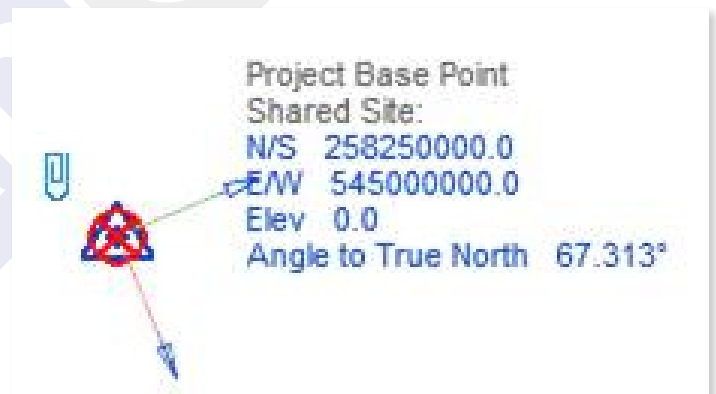 Project Base Point
Shared Site:
N/S 258250000.0
E/W 545000000.0
Elev 0.0
Angle to True North 67.313°